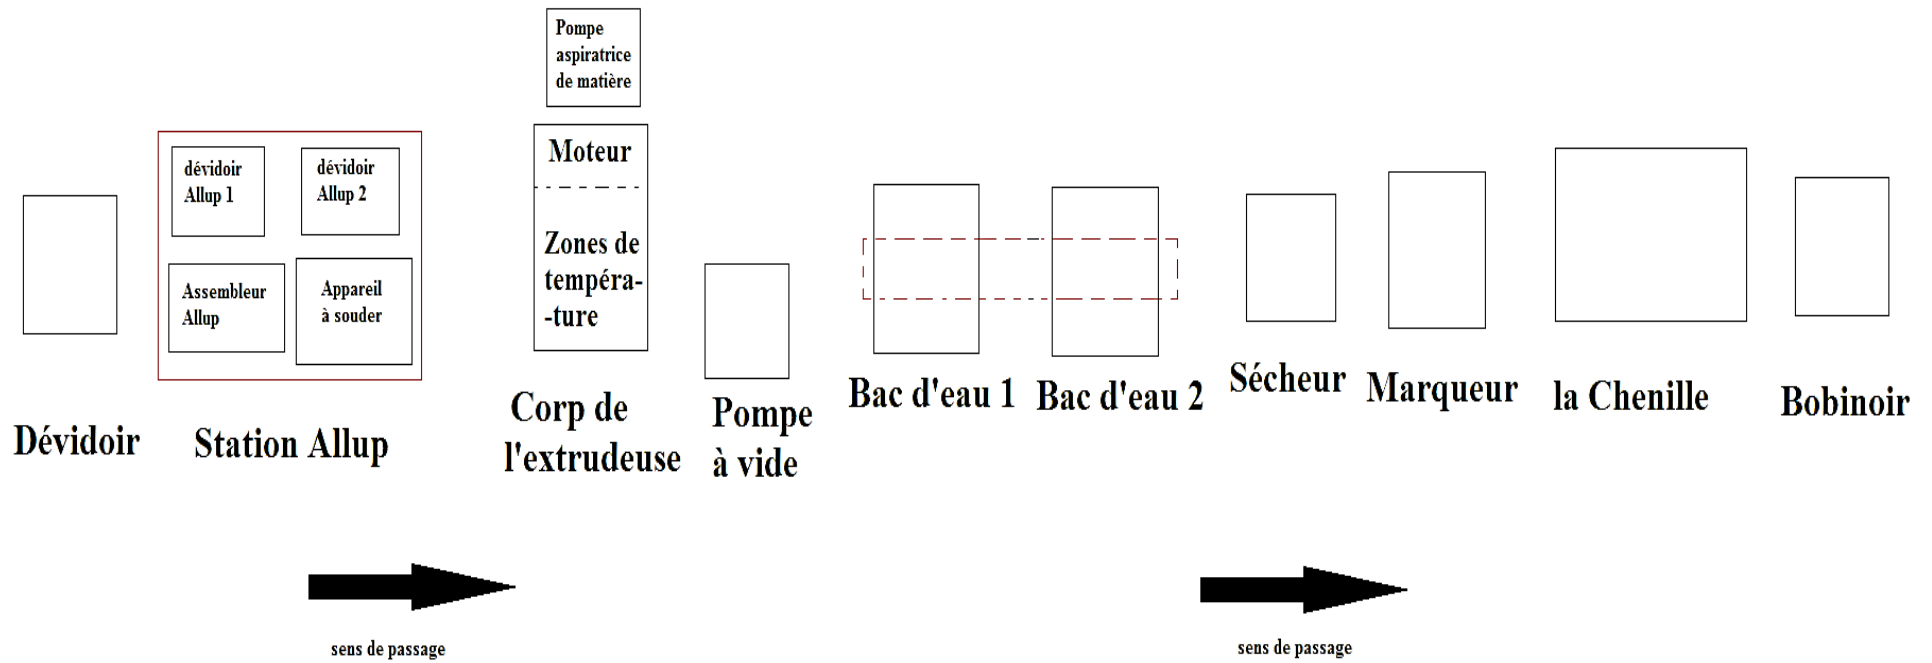 Pompe
aspiratrice
de matière
dévidoir
Allup 1
dévidoir
Allup 2
Assembleur
Allup
Appareil
à souder
Moteur
Zones de
tempéra-
-ture
Dévidoir
Station Allup
Corp de
l'extrudeuse
Pompe
à vide
Bac d'eau 1
Bac d'eau 2
Sécheur
Marqueur
la Chenille
Bobinoir
sens de passage
sens de passage